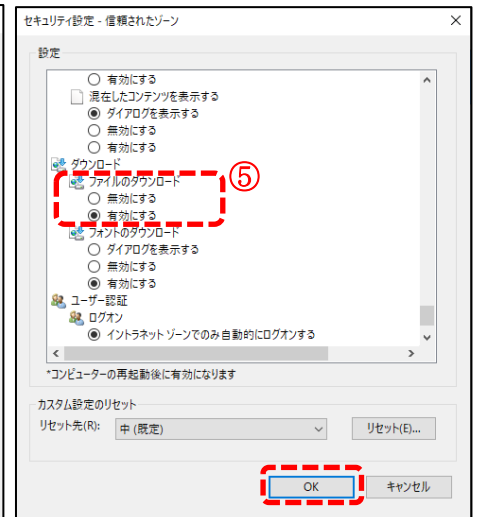 セキュリティ設定 - 信頼されたゾーン
設定
有効にする
混在したコンテンツを表示する
ダイアログを表示する
無効にする
有効にする
ダウンロード
ファイルのダウンロード
⑤
無効にする
有効にする
フォントのダウンロード
ダイアログを表示する
無効にする
有効にする
ユーザー認証
ログオン
イントラネット ゾーンでのみ自動的にログオンする
*コンピューターの再起動後に有効になります
カスタム設定のリセット
リセット先(R): 中 (既定) リセット(E)...
OK キャンセル